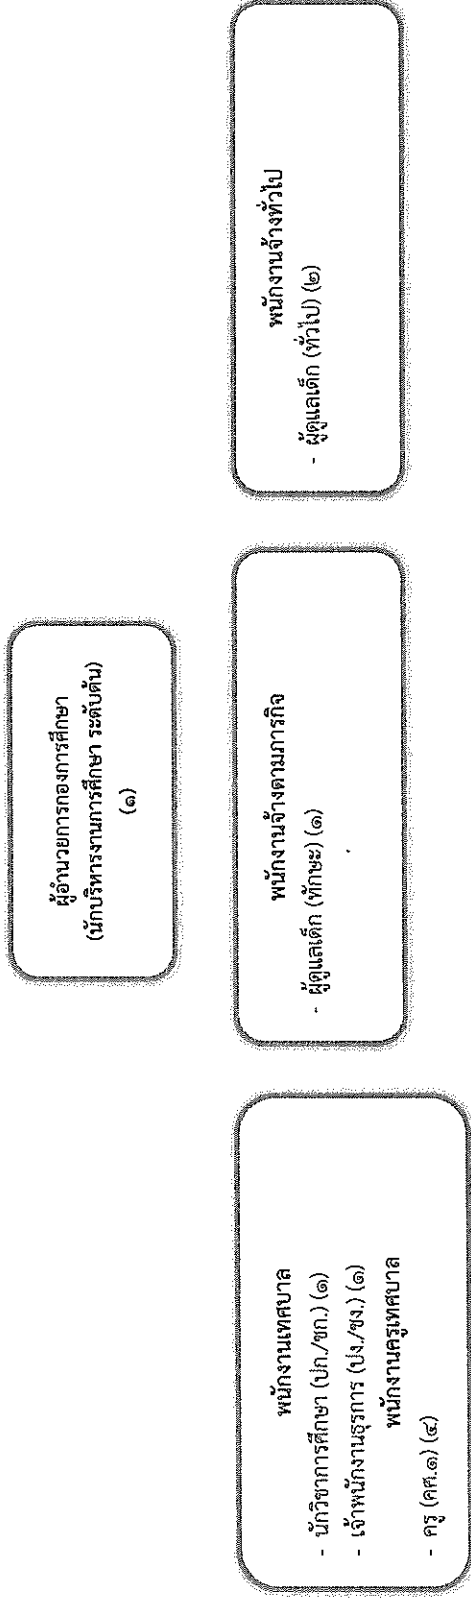 ผู้อำนวยการกองการศึกษา
(นักบริหารงานการศึกษา ระดับต้น)
(๑)
พนักงานเทศบาล
- นักวิชาการศึกษา (ปก./ชก.) (๑)
- เจ้าพนักงานธุรการ (ปง./ชง.) (๑)
พนักงานครูเทศบาล
- ครู (คศ.๑) (๔)
พนักงานจ้างตามภารกิจ
- ผู้ดูแลเด็ก (ทักษะ) (๑)
พนักงานจ้างทั่วไป
- ผู้ดูแลเด็ก (ทั่วไป) (๒)